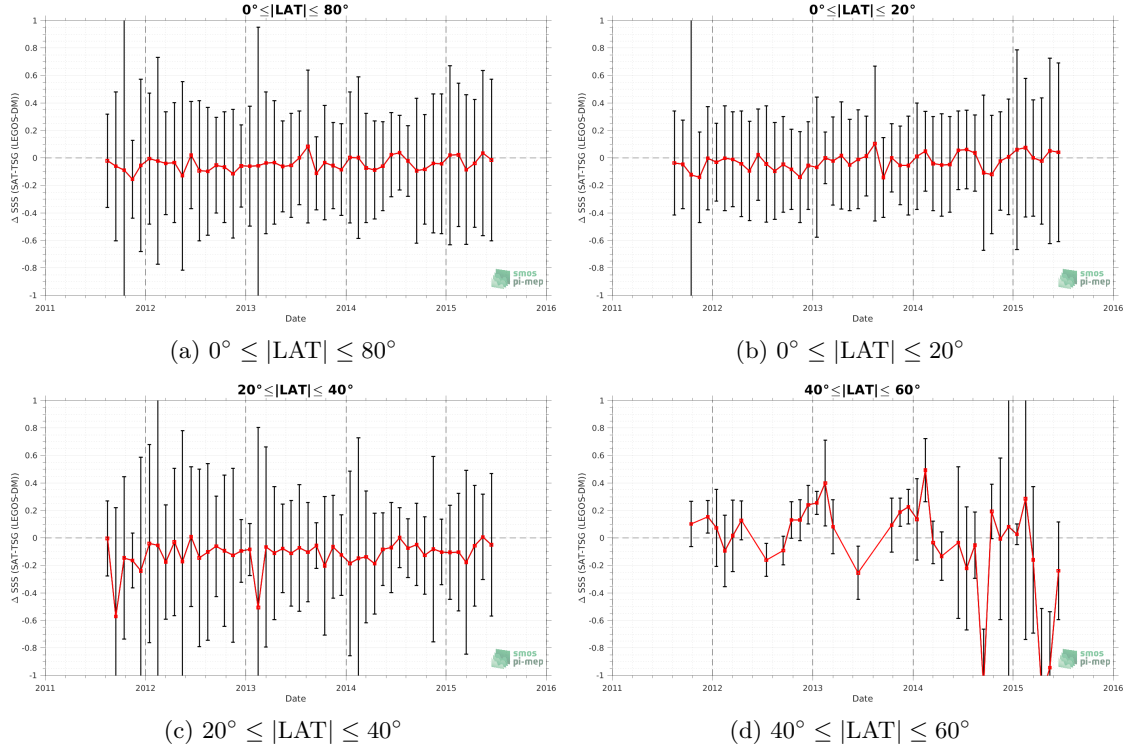 0°≤|LAT|≤ 80°
Δ SSS (SAT-TSG (LEGOS-DM))
1
0.8
0.6
0.4
0.2
0
-0.2
-0.4
-0.6
-0.8
-1
2011 2012 2013 2014 2015 2016
Date
smos
pi-mep
(a) 0° ≤ |LAT| ≤ 80°
0°≤|LAT|≤ 20°
Δ SSS (SAT-TSG (LEGOS-DM))
1
0.8
0.6
0.4
0.2
0
-0.2
-0.4
-0.6
-0.8
-1
2011 2012 2013 2014 2015 2016
Date
smos
pi-mep
(b) 0° ≤ |LAT| ≤ 20°
20°≤|LAT|≤ 40°
Δ SSS (SAT-TSG (LEGOS-DM))
1
0.8
0.6
0.4
0.2
0
-0.2
-0.4
-0.6
-0.8
-1
2011 2012 2013 2014 2015 2016
Date
smos
pi-mep
(c) 20° ≤ |LAT| ≤ 40°
40°≤|LAT|≤ 60°
Δ SSS (SAT-TSG (LEGOS-DM))
1
0.8
0.6
0.4
0.2
0
-0.2
-0.4
-0.6
-0.8
-1
2011 2012 2013 2014 2015 2016
Date
smos
pi-mep
(d) 40° ≤ |LAT| ≤ 60°